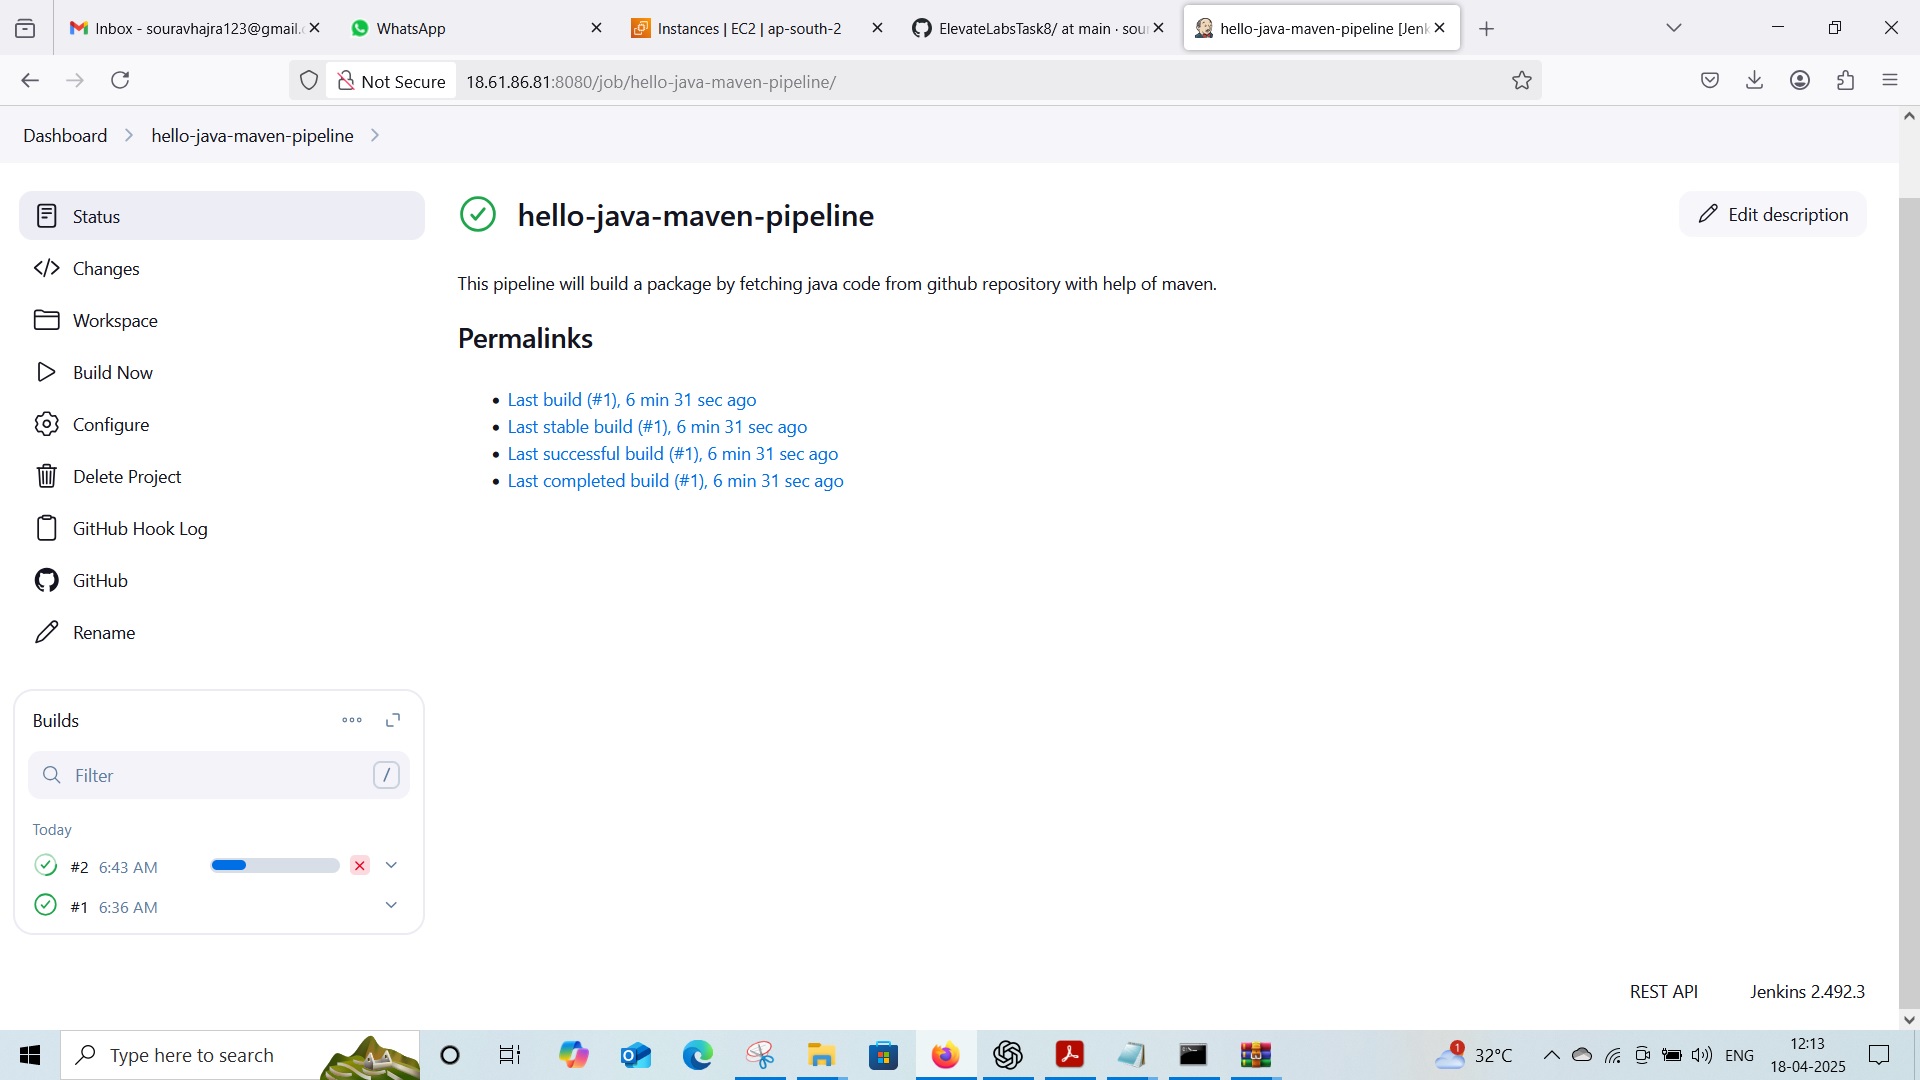 Inbox - souravhajra123@gmail.c
WhatsApp
Instances | EC2 | ap-south-2
ElevateLabsTask8/ at main · sour
hello-java-maven-pipeline [Jenk
Not Secure
18.61.86.81:8080/job/hello-java-maven-pipeline/
Dashboard
hello-java-maven-pipeline
Status
Changes
Workspace
Build Now
Configure
Delete Project
GitHub Hook Log
GitHub
Rename
hello-java-maven-pipeline
Edit description
This pipeline will build a package by fetching java code from github repository with help of maven.
Permalinks
Last build (#1), 6 min 31 sec ago
Last stable build (#1), 6 min 31 sec ago
Last successful build (#1), 6 min 31 sec ago
Last completed build (#1), 6 min 31 sec ago
Builds
Filter
/
Today
#2 6:43 AM
#1 6:36 AM
REST API
Jenkins 2.492.3
Type here to search
1
32°C
ENG
12:13
18-04-2025